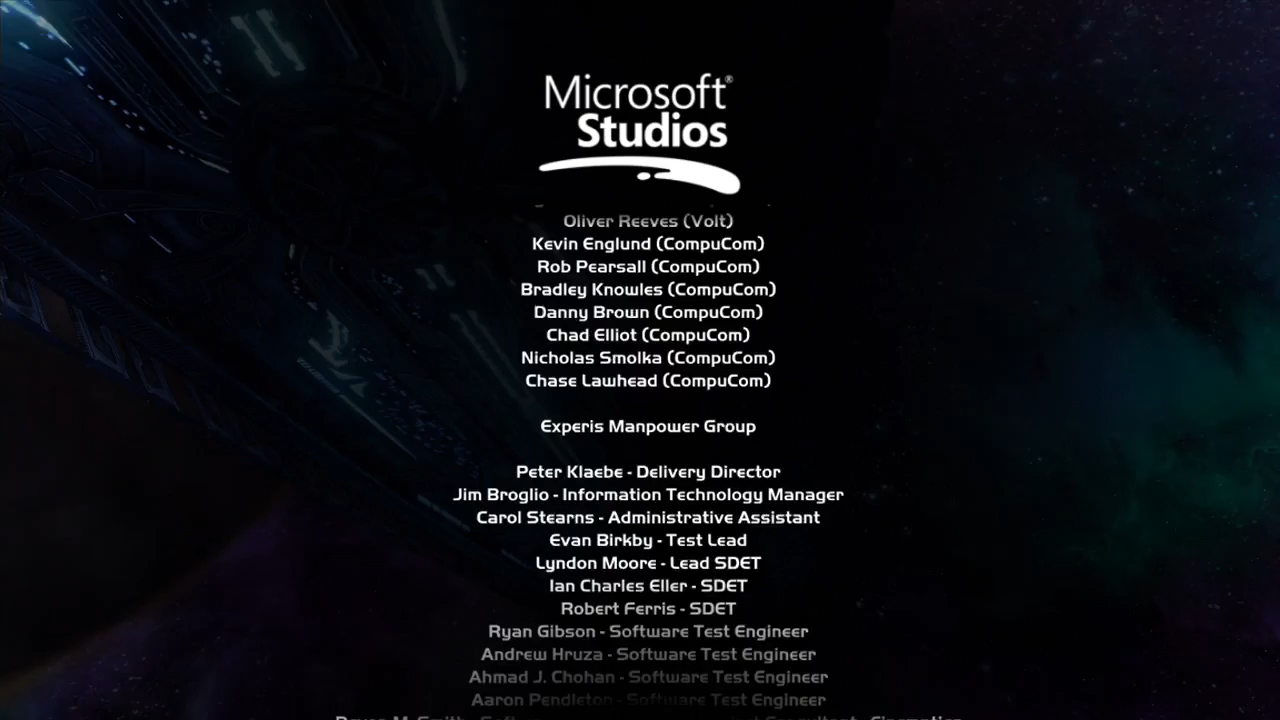 Microsoft®
Studios
Oliver Reeves (Volt)
Kevin Englund (CompuCom)
Rob Pearsall (CompuCom)
Bradley Knowles (CompuCom)
Danny Brown (CompuCom)
Chad Elliot (CompuCom)
Nicholas Smolka (CompuCom)
Chase Lawhead (CompuCom)
Experis Manpower Group
Peter Klaebe - Delivery Director
Jim Broglio - Information Technology Manager
Carol Stearns - Administrative Assistant
Evan Birkby - Test Lead
Lyndon Moore - Lead SDET
Ian Charles Eller - SDET
Robert Ferris - SDET
Ryan Gibson - Software Test Engineer
Andrew Hruza - Software Test Engineer
Ahmad J. Chohan - Software Test Engineer
Aaron Pendleton - Software Test Engineer